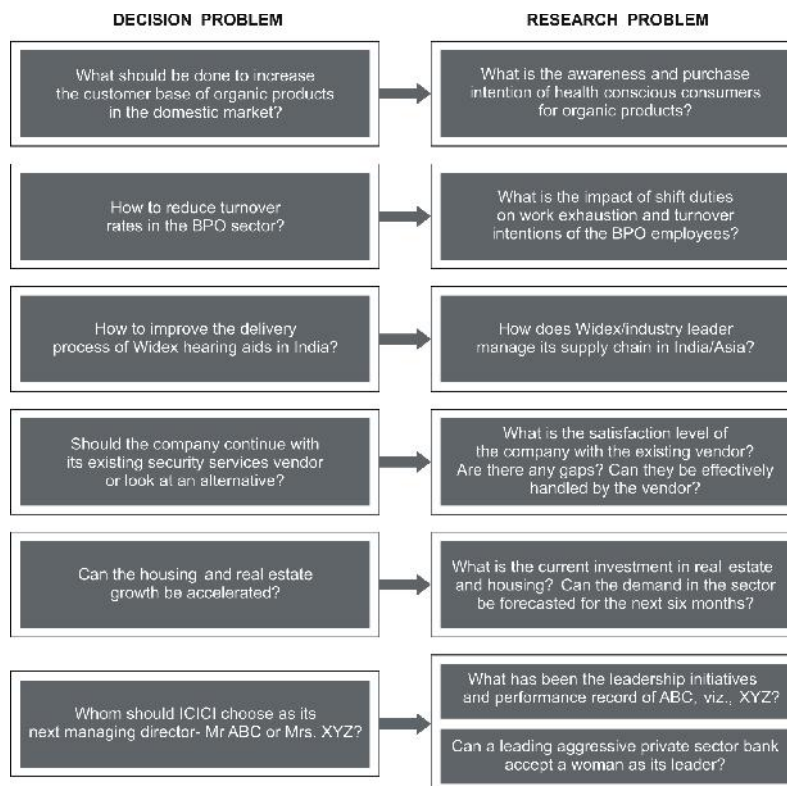 DECISION PROBLEM
RESEARCH PROBLEM
What should be done to increase
the customer base of organic products
in the domestic market?
What is the awareness and purchase
intention of health conscious consumers
for organic products?
How to reduce turnover
rates in the BPO sector?
What is the impact of shift duties
on work exhaustion and turnover
intentions of the BPO employees?
How to improve the delivery
process of Widex hearing aids in India?
How does Widex/industry leader
manage its supply chain in India/Asia?
Should the company continue with
its existing security services vendor
or look at an alternative?
What is the satisfaction level of
the company with the existing vendor?
Are there any gaps? Can they be effectively
handled by the vendor?
Can the housing and real estate
growth be accelerated?
What is the current investment in real estate
and housing? Can the demand in the sector
be forecasted for the next six months?
Whom should ICICI choose as its
next managing director- Mr ABC or Mrs. XYZ?
What has been the leadership initiatives
and performance record of ABC, viz., XYZ?
Can a leading aggressive private sector bank
accept a woman as its leader?